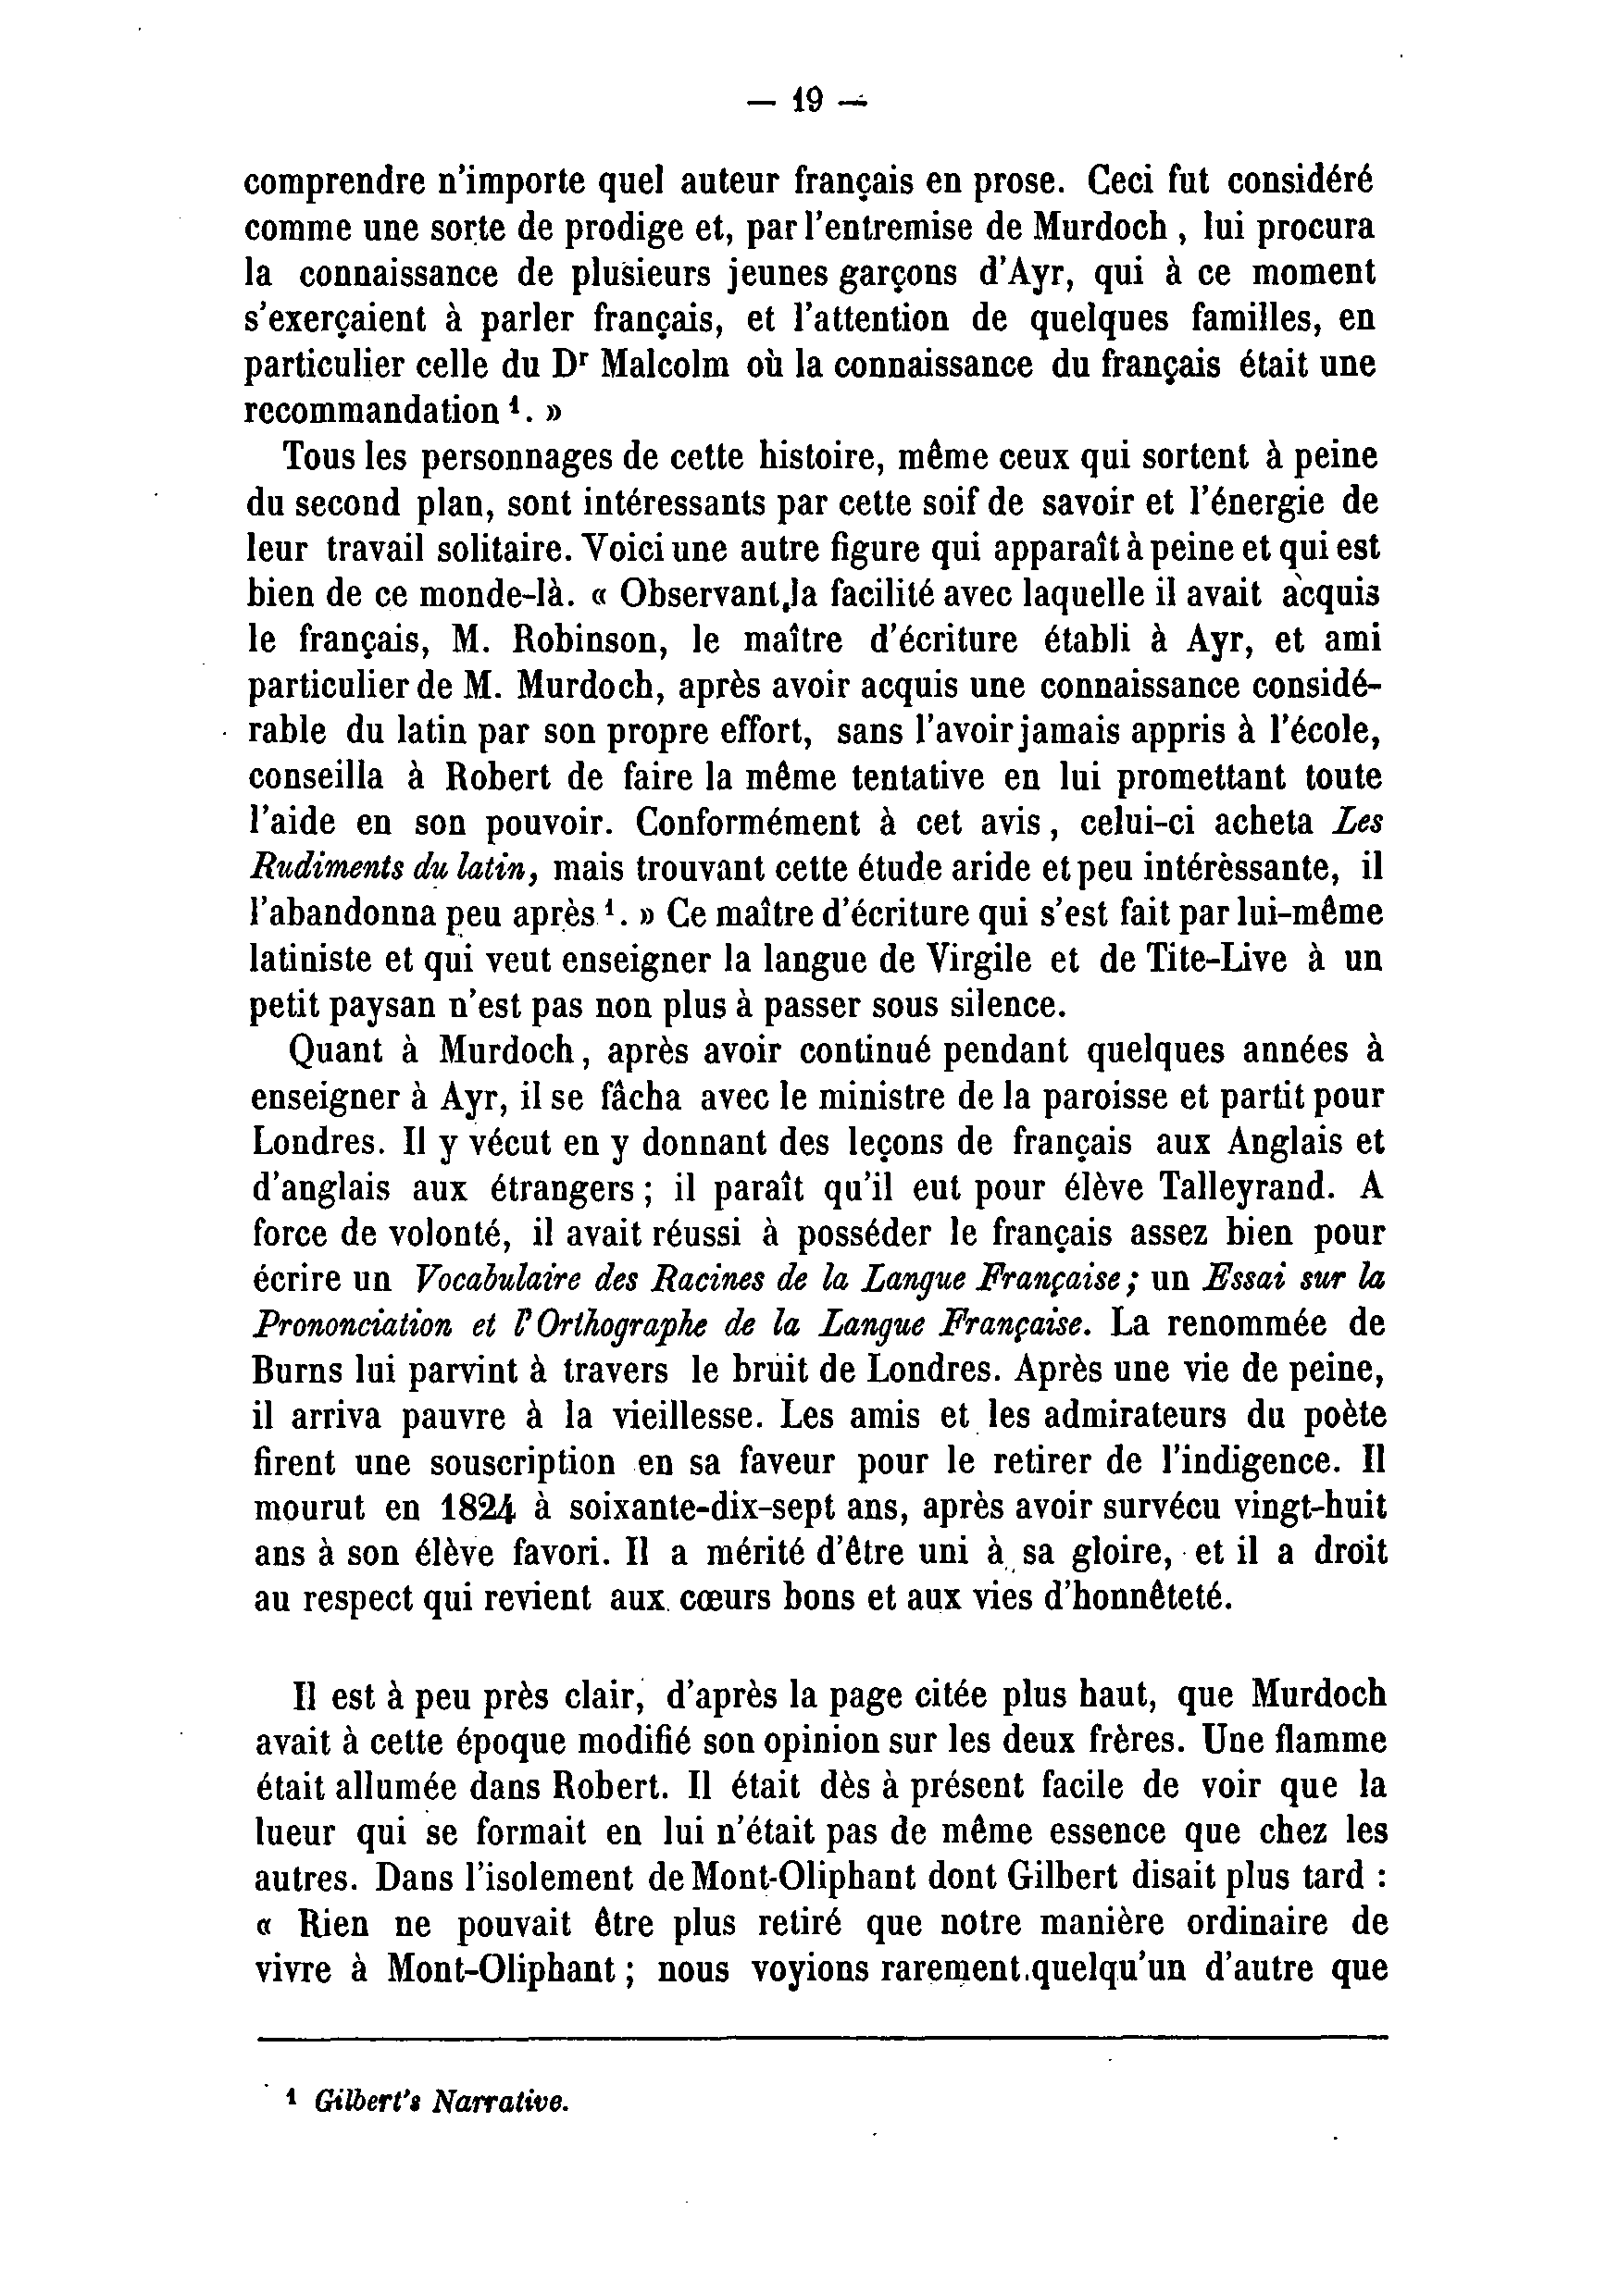 — 19 —
comprendre n'importe quel auteur français en prose. Ceci fut considéré
comme une sorte de prodige et, par l'entremise de Murdoch, lui procura
la connaissance de plusieurs jeunes garçons d'Ayr, qui à ce moment
s'exerçaient à parler français, et l'attention de quelques familles, en
particulier celle du Dr Malcolm où la connaissance du français était une
recommandation ¹. »
Tous les personnages de cette histoire, même ceux qui sortent à peine
du second plan, sont intéressants par cette soif de savoir et l'énergie de
leur travail solitaire. Voici une autre figure qui apparaît à peine et qui est
bien de ce monde-là. « Observant la facilité avec laquelle il avait acquis
le français, M. Robinson, le maître d'écriture établi à Ayr, et ami
particulier de M. Murdoch, après avoir acquis une connaissance considé-
rable du latin par son propre effort, sans l'avoir jamais appris à l'école,
conseilla à Robert de faire la même tentative en lui promettant toute
l'aide en son pouvoir. Conformément à cet avis, celui-ci acheta Les
Rudiments du latin, mais trouvant cette étude aride et peu intérèssante, il
l'abandonna peu après ¹. » Ce maître d'écriture qui s'est fait par lui-même
latiniste et qui veut enseigner la langue de Virgile et de Tite-Live à un
petit paysan n'est pas non plus à passer sous silence.
Quant à Murdoch, après avoir continué pendant quelques années à
enseigner à Ayr, il se fâcha avec le ministre de la paroisse et partit pour
Londres. Il y vécut en y donnant des leçons de français aux Anglais et
d'anglais aux étrangers ; il paraît qu'il eut pour élève Talleyrand. A
force de volonté, il avait réussi à posséder le français assez bien pour
écrire un Vocabulaire des Racines de la Langue Française ; un Essai sur la
Prononciation et l'Orthographe de la Langue Française. La renommée de
Burns lui parvint à travers le bruit de Londres. Après une vie de peine,
il arriva pauvre à la vieillesse. Les amis et les admirateurs du poète
firent une souscription en sa faveur pour le retirer de l'indigence. Il
mourut en 1824 à soixante-dix-sept ans, après avoir survécu vingt-huit
ans à son élève favori. Il a mérité d'être uni à sa gloire, et il a droit
au respect qui revient aux cœurs bons et aux vies d'honnêteté.
Il est à peu près clair, d'après la page citée plus haut, que Murdoch
avait à cette époque modifié son opinion sur les deux frères. Une flamme
était allumée dans Robert. Il était dès à présent facile de voir que la
lueur qui se formait en lui n'était pas de même essence que chez les
autres. Dans l'isolement de Mont-Oliphant dont Gilbert disait plus tard :
« Rien ne pouvait être plus retiré que notre manière ordinaire de
vivre à Mont-Oliphant ; nous voyions rarement quelqu'un d'autre que
¹ Gilbert's Narrative.